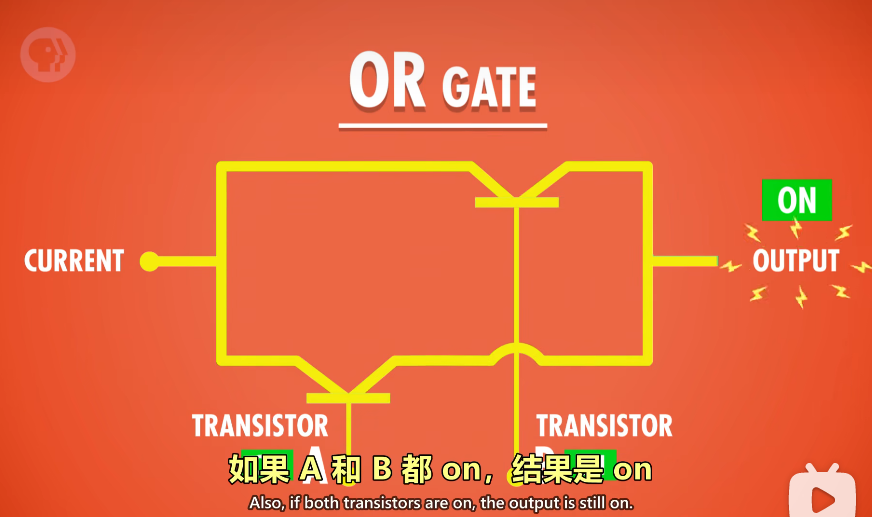 OR GATE
ON
CURRENT
OUTPUT
TRANSISTOR
TRANSISTOR
A
如果 A 和 B 都 on，结果是 on
Also, if both transistors are on, the output is still on.